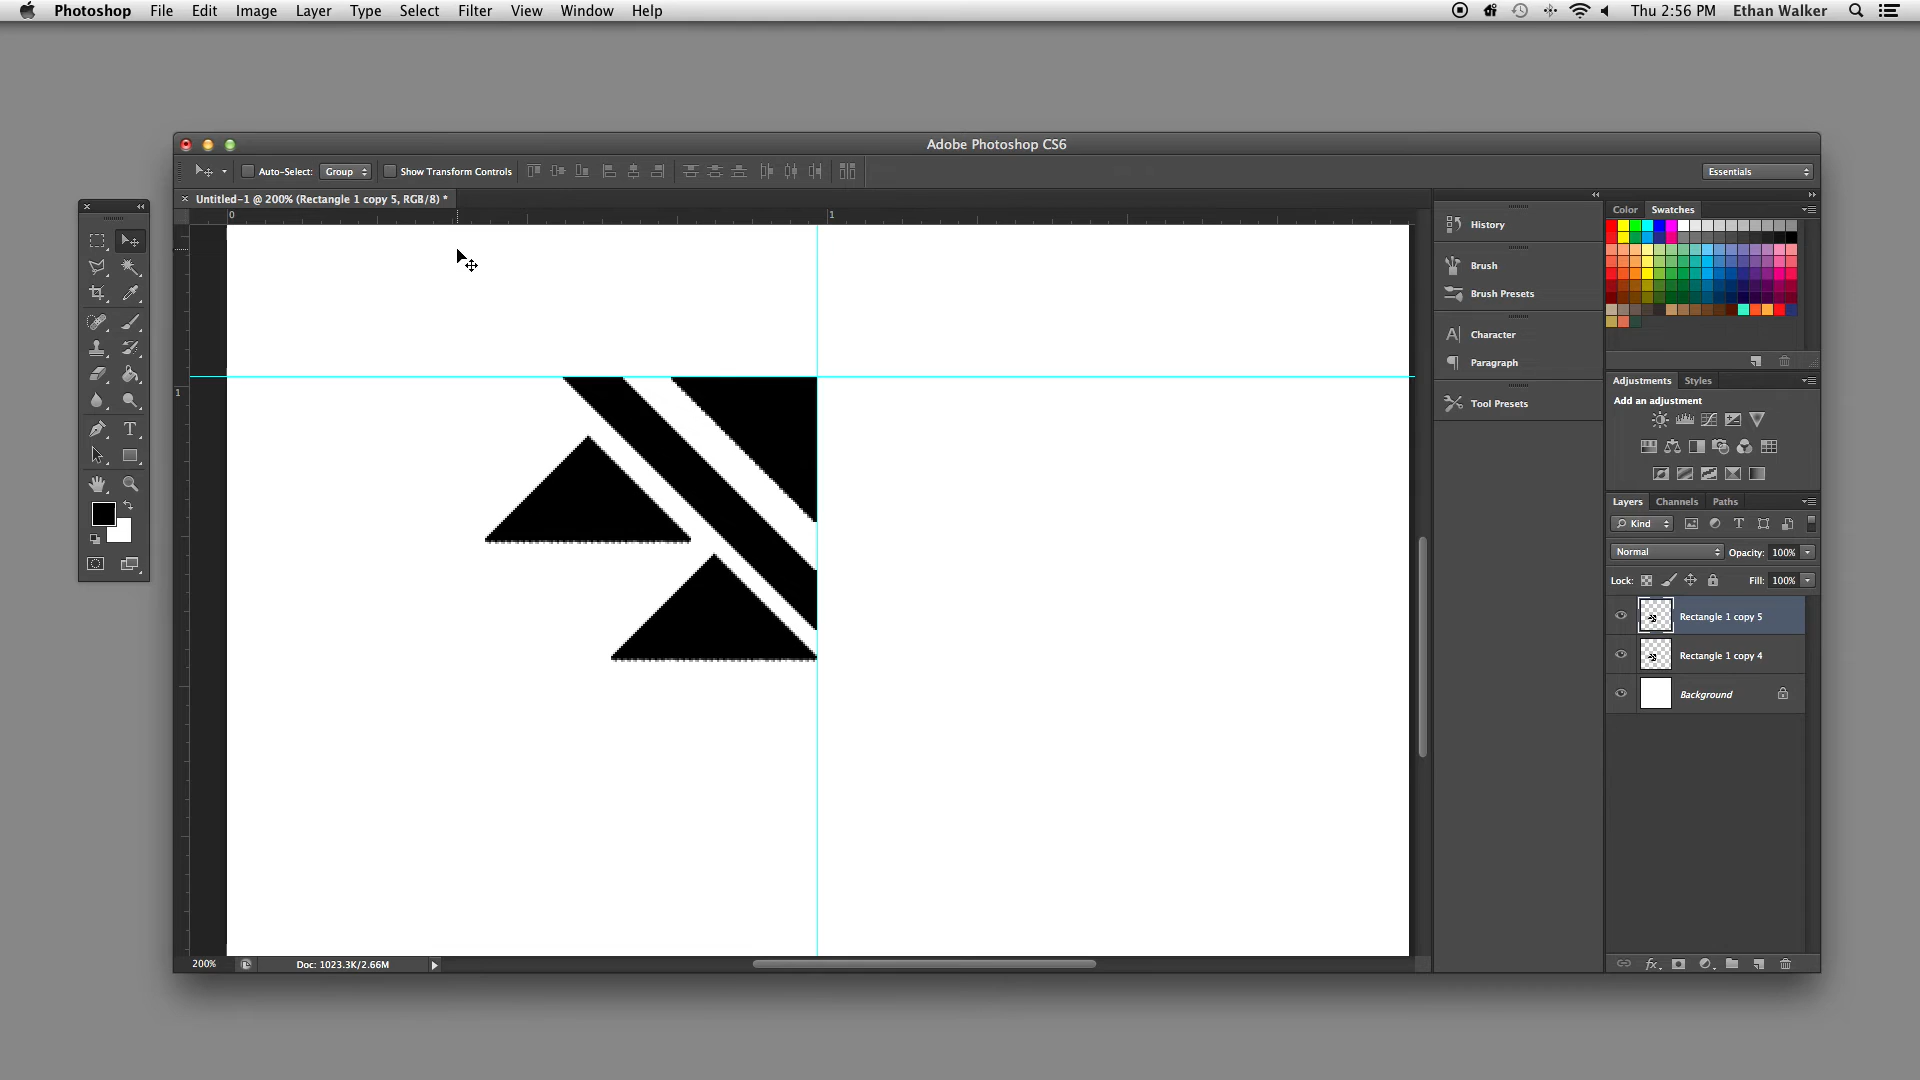 Photoshop File Edit Image Layer Type Select Filter View Window Help Thu 2:56 PM Ethan Walker
Adobe Photoshop CS6
Auto-Select: Group Show Transform Controls Essentials
Untitled-1 @ 200% (Rectangle 1 copy 5, RGB/8) *
0 1
1
History
Brush
Brush Presets
Character
Paragraph
Tool Presets
Color Swatches
Adjustments Styles
Add an adjustment
Layers Channels Paths
Kind
Normal Opacity: 100%
Lock: Fill: 100%
Rectangle 1 copy 5
Rectangle 1 copy 4
Background
200% Doc: 1023.3K/2.66M